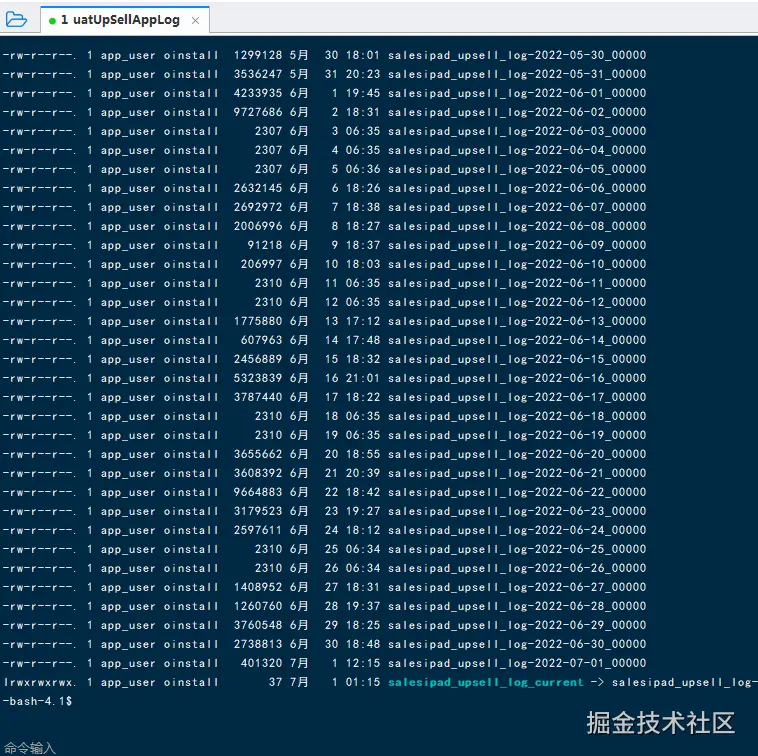 1 uatUpSellAppLog ×
-rw-r--r--. 1 app_user oinstall 1299128 5月 30 18:01 salesipad_upsell_log-2022-05-30_00000
-rw-r--r--. 1 app_user oinstall 3536247 5月 31 20:23 salesipad_upsell_log-2022-05-31_00000
-rw-r--r--. 1 app_user oinstall 4233935 6月 1 19:45 salesipad_upsell_log-2022-06-01_00000
-rw-r--r--. 1 app_user oinstall 9727686 6月 2 18:31 salesipad_upsell_log-2022-06-02_00000
-rw-r--r--. 1 app_user oinstall 2307 6月 3 06:35 salesipad_upsell_log-2022-06-03_00000
-rw-r--r--. 1 app_user oinstall 2307 6月 4 06:35 salesipad_upsell_log-2022-06-04_00000
-rw-r--r--. 1 app_user oinstall 2307 6月 5 06:36 salesipad_upsell_log-2022-06-05_00000
-rw-r--r--. 1 app_user oinstall 2632145 6月 6 18:26 salesipad_upsell_log-2022-06-06_00000
-rw-r--r--. 1 app_user oinstall 2692972 6月 7 18:38 salesipad_upsell_log-2022-06-07_00000
-rw-r--r--. 1 app_user oinstall 2006996 6月 8 18:27 salesipad_upsell_log-2022-06-08_00000
-rw-r--r--. 1 app_user oinstall 91218 6月 9 18:37 salesipad_upsell_log-2022-06-09_00000
-rw-r--r--. 1 app_user oinstall 206997 6月 10 18:03 salesipad_upsell_log-2022-06-10_00000
-rw-r--r--. 1 app_user oinstall 2310 6月 11 06:35 salesipad_upsell_log-2022-06-11_00000
-rw-r--r--. 1 app_user oinstall 2310 6月 12 06:35 salesipad_upsell_log-2022-06-12_00000
-rw-r--r--. 1 app_user oinstall 1775880 6月 13 17:12 salesipad_upsell_log-2022-06-13_00000
-rw-r--r--. 1 app_user oinstall 607963 6月 14 17:48 salesipad_upsell_log-2022-06-14_00000
-rw-r--r--. 1 app_user oinstall 2456889 6月 15 18:32 salesipad_upsell_log-2022-06-15_00000
-rw-r--r--. 1 app_user oinstall 5323839 6月 16 21:01 salesipad_upsell_log-2022-06-16_00000
-rw-r--r--. 1 app_user oinstall 3787440 6月 17 18:22 salesipad_upsell_log-2022-06-17_00000
-rw-r--r--. 1 app_user oinstall 2310 6月 18 06:35 salesipad_upsell_log-2022-06-18_00000
-rw-r--r--. 1 app_user oinstall 2310 6月 19 06:35 salesipad_upsell_log-2022-06-19_00000
-rw-r--r--. 1 app_user oinstall 3655662 6月 20 18:55 salesipad_upsell_log-2022-06-20_00000
-rw-r--r--. 1 app_user oinstall 3608392 6月 21 20:39 salesipad_upsell_log-2022-06-21_00000
-rw-r--r--. 1 app_user oinstall 9664883 6月 22 18:42 salesipad_upsell_log-2022-06-22_00000
-rw-r--r--. 1 app_user oinstall 3179523 6月 23 19:27 salesipad_upsell_log-2022-06-23_00000
-rw-r--r--. 1 app_user oinstall 2597611 6月 24 18:12 salesipad_upsell_log-2022-06-24_00000
-rw-r--r--. 1 app_user oinstall 2310 6月 25 06:34 salesipad_upsell_log-2022-06-25_00000
-rw-r--r--. 1 app_user oinstall 2310 6月 26 06:34 salesipad_upsell_log-2022-06-26_00000
-rw-r--r--. 1 app_user oinstall 1408952 6月 27 18:31 salesipad_upsell_log-2022-06-27_00000
-rw-r--r--. 1 app_user oinstall 1260760 6月 28 19:37 salesipad_upsell_log-2022-06-28_00000
-rw-r--r--. 1 app_user oinstall 3760548 6月 29 18:25 salesipad_upsell_log-2022-06-29_00000
-rw-r--r--. 1 app_user oinstall 2738813 6月 30 18:48 salesipad_upsell_log-2022-06-30_00000
-rw-r--r--. 1 app_user oinstall 401320 7月 1 12:15 salesipad_upsell_log-2022-07-01_00000
lrwxrwxrwx. 1 app_user oinstall 37 7月 1 01:15 salesipad_upsell_log_current -> salesipad_upsell_log-
-bash-4.1$
掘金技术社区
命令输入